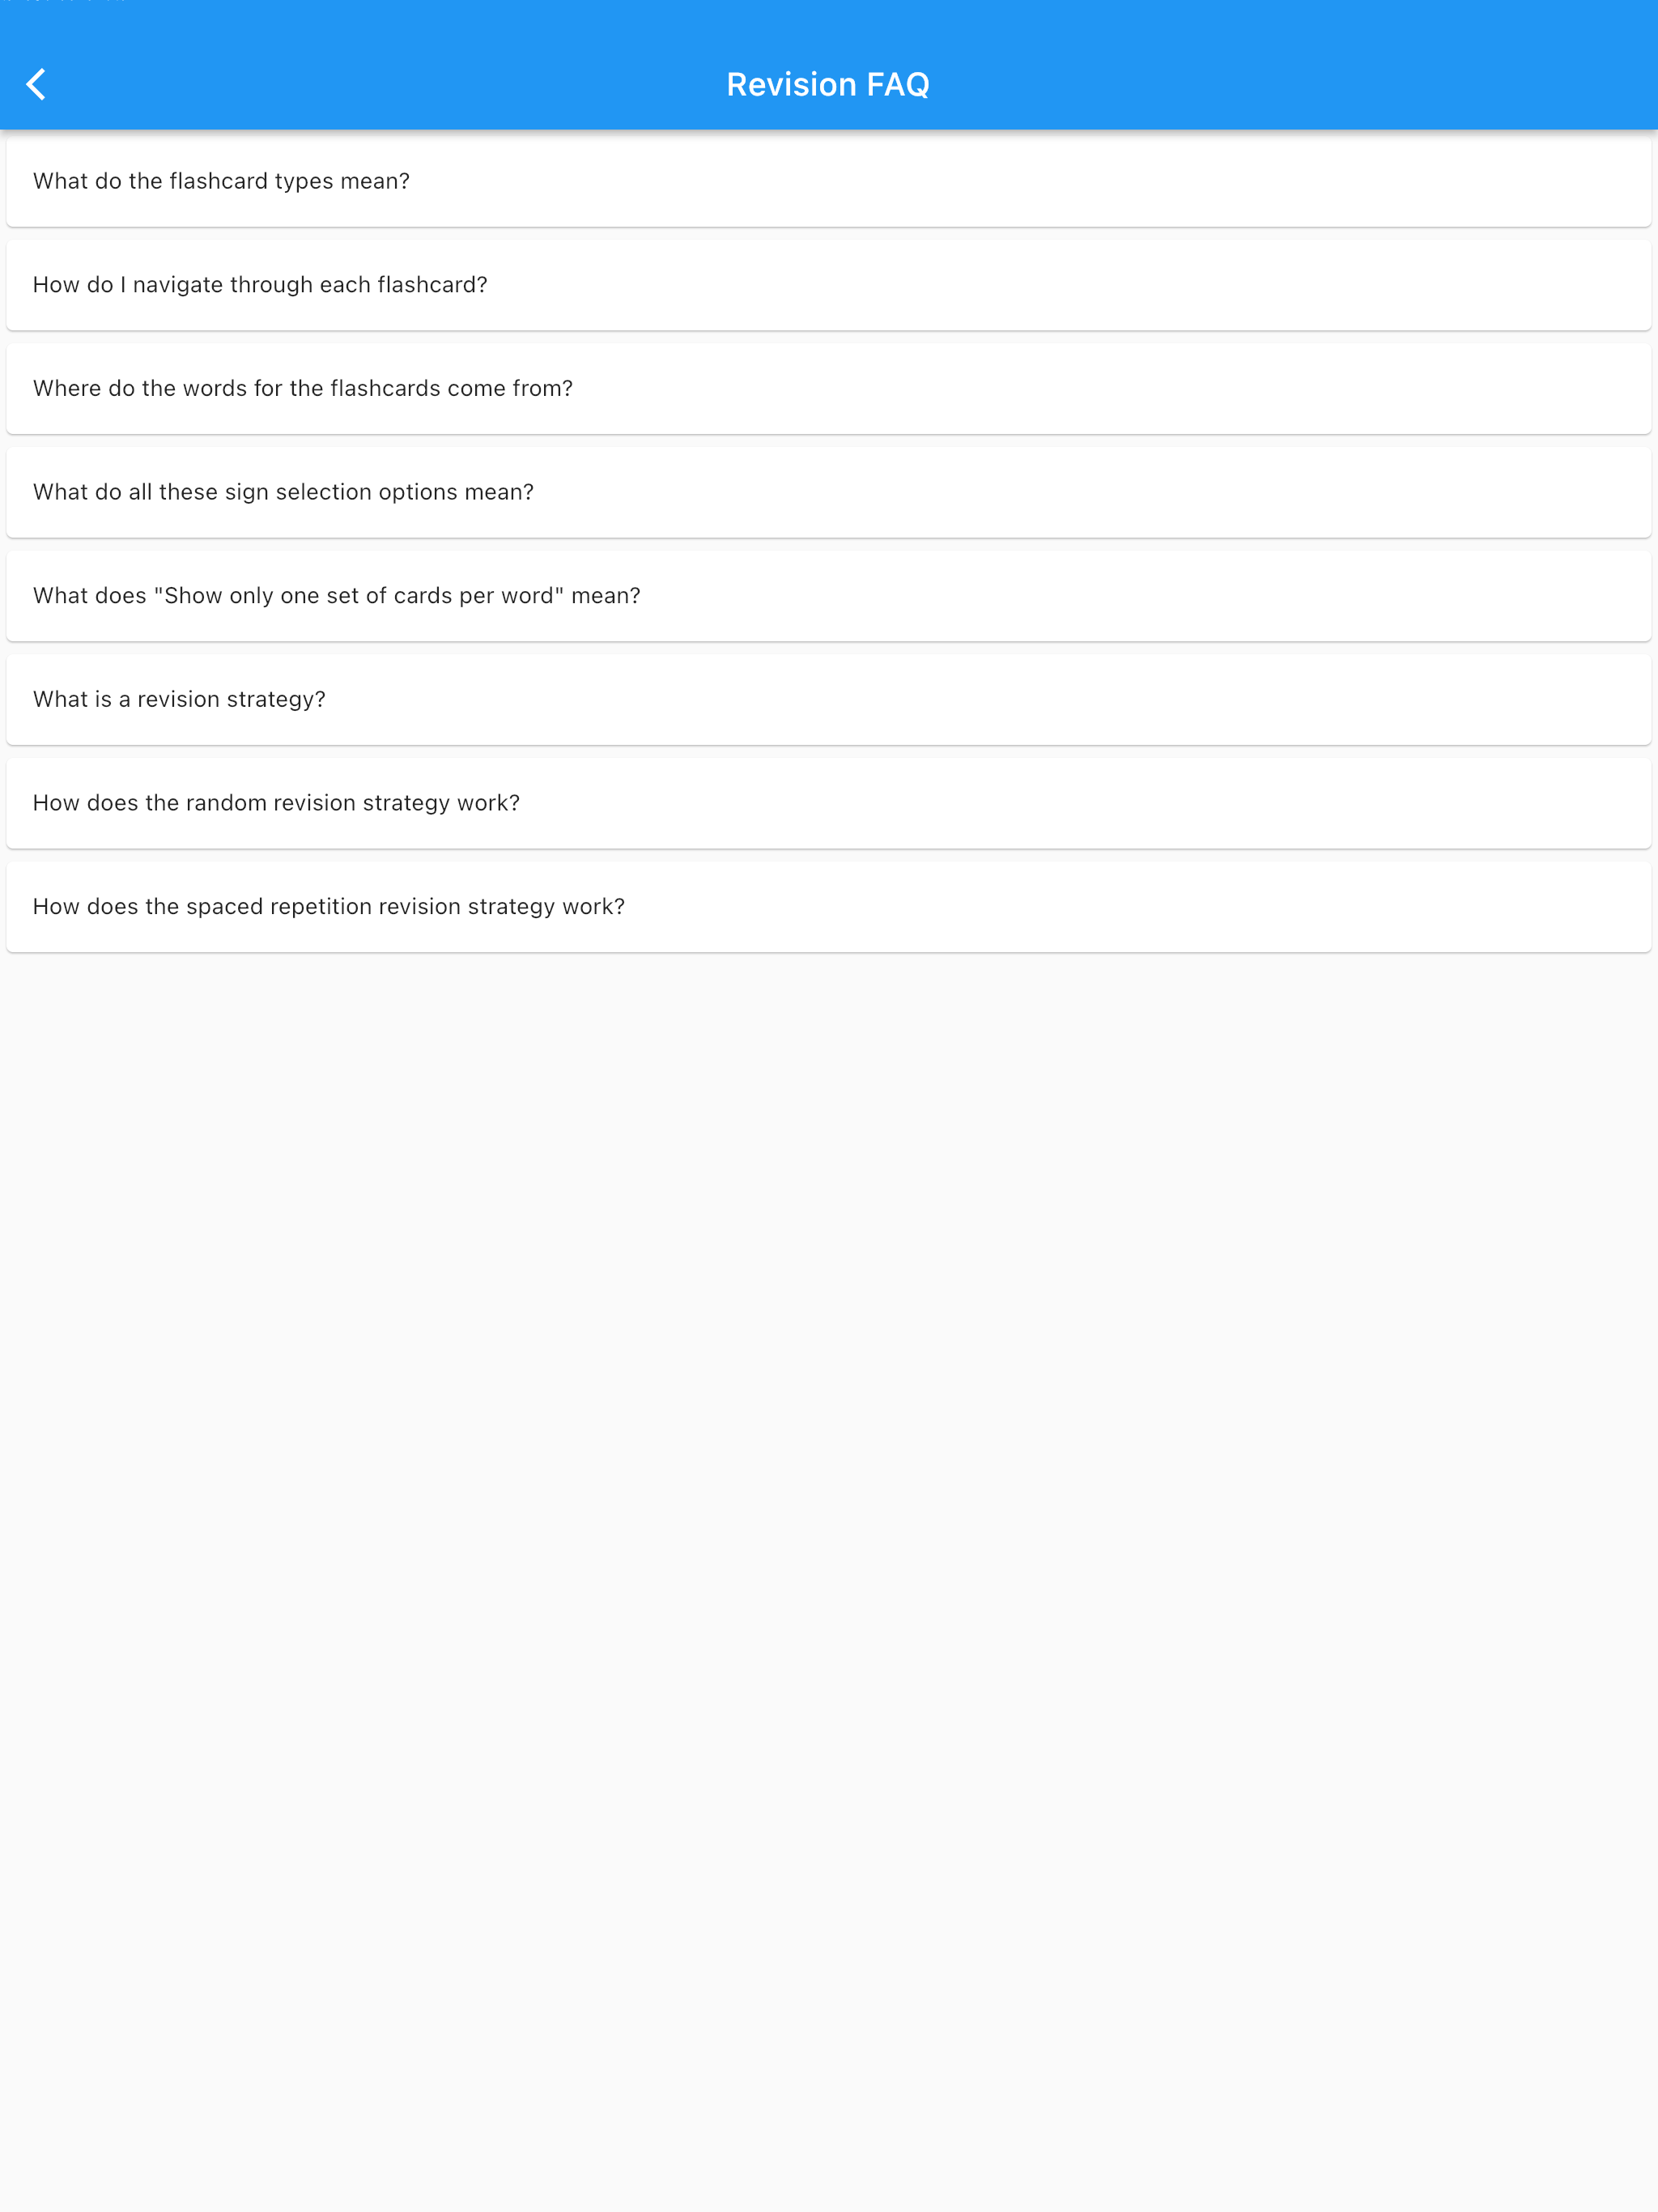 Revision FAQ
What do the flashcard types mean?
How do I navigate through each flashcard?
Where do the words for the flashcards come from?
What do all these sign selection options mean?
What does "Show only one set of cards per word" mean?
What is a revision strategy?
How does the random revision strategy work?
How does the spaced repetition revision strategy work?